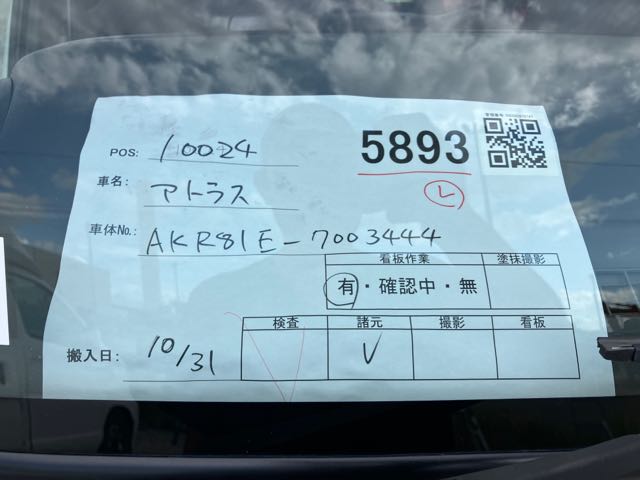 POS: 10024
5893
レ
車名: アトラス
車体No.: AKR81E-7003444
看板作業 塗抹撮影
有・確認中・無
検査 諸元 撮影 看板
搬入日: 10/31 V V